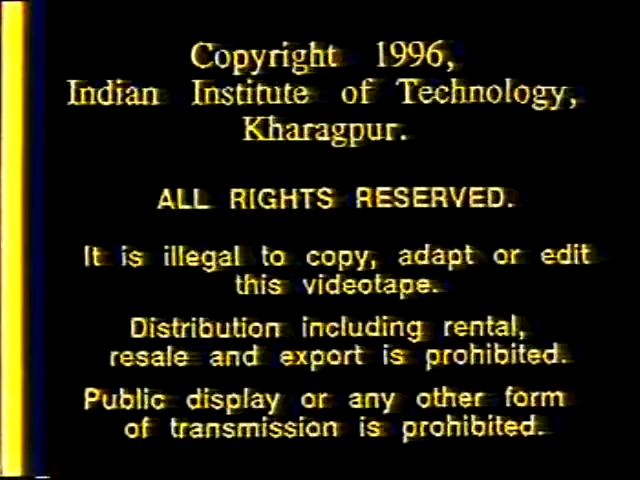 Copyright 1996,
Indian Institute of Technology,
Kharagpur.
ALL RIGHTS RESERVED.
It is illegal to copy, adapt or edit
this videotape.
Distribution including rental,
resale and export is prohibited.
Public display or any other form
of transmission is prohibited.